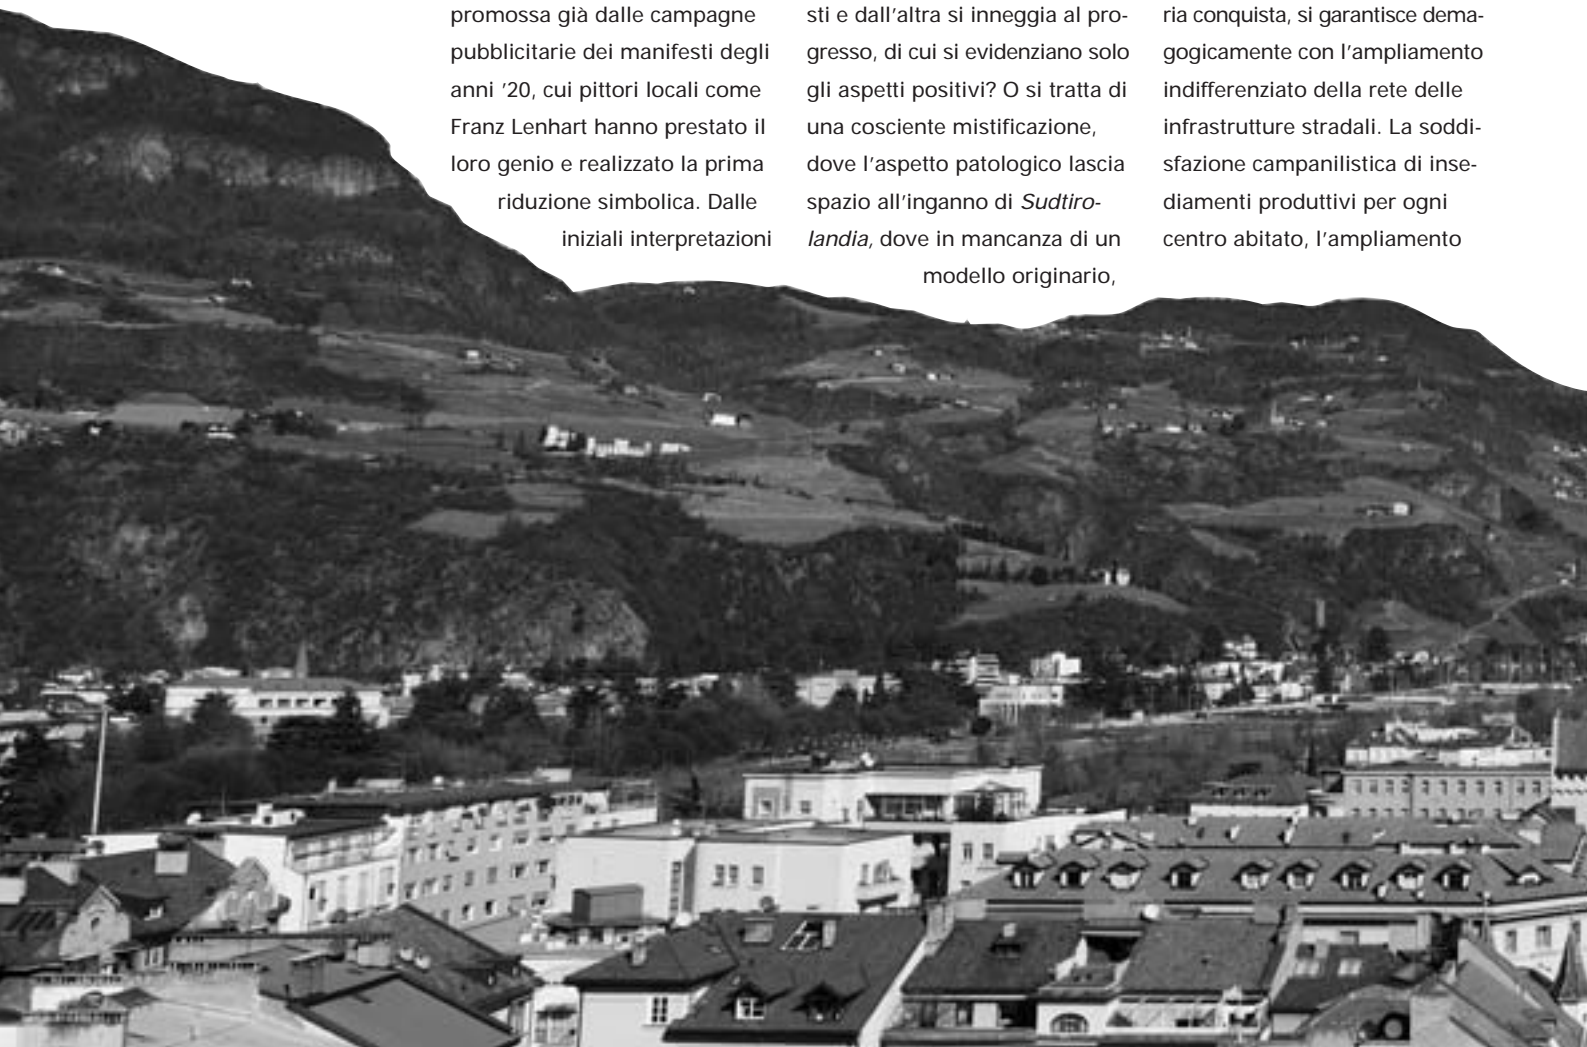 promossa già dalle campagne
pubblicitarie dei manifesti degli
anni '20, cui pittori locali come
Franz Lenhart hanno prestato il
loro genio e realizzato la prima
riduzione simbolica. Dalle
iniziali interpretazioni
sti e dall'altra si inneggia al pro-
gresso, di cui si evidenziano solo
gli aspetti positivi? O si tratta di
una cosciente mistificazione,
dove l'aspetto patologico lascia
spazio all'inganno di Sudtiro-
landia, dove in mancanza di un
modello originario,
ria conquista, si garantisce dema-
gogicamente con l'ampliamento
indifferenziato della rete delle
infrastrutture stradali. La soddi-
sfazione campanilistica di inse-
diamenti produttivi per ogni
centro abitato, l'ampliamento